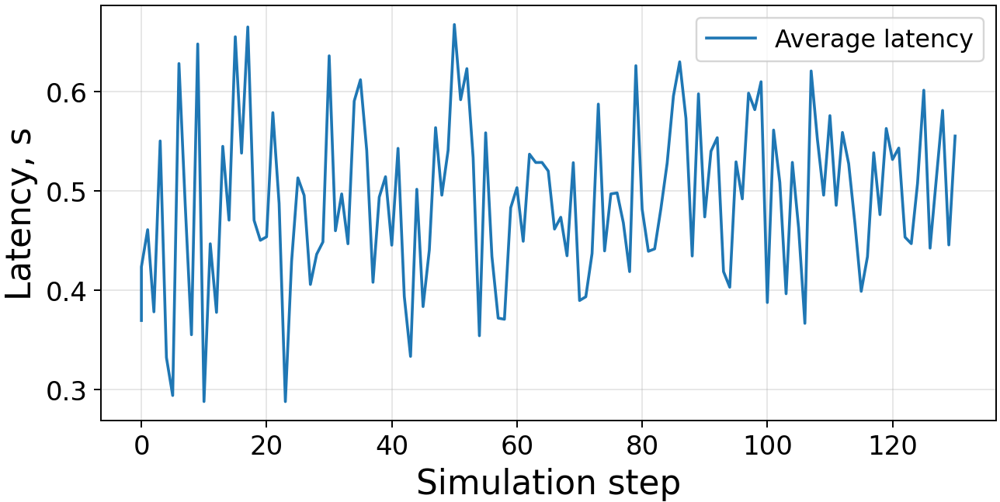 Average latency
Latency, s
0.6
0.5
0.4
0.3
0 20 40 60 80 100 120
Simulation step